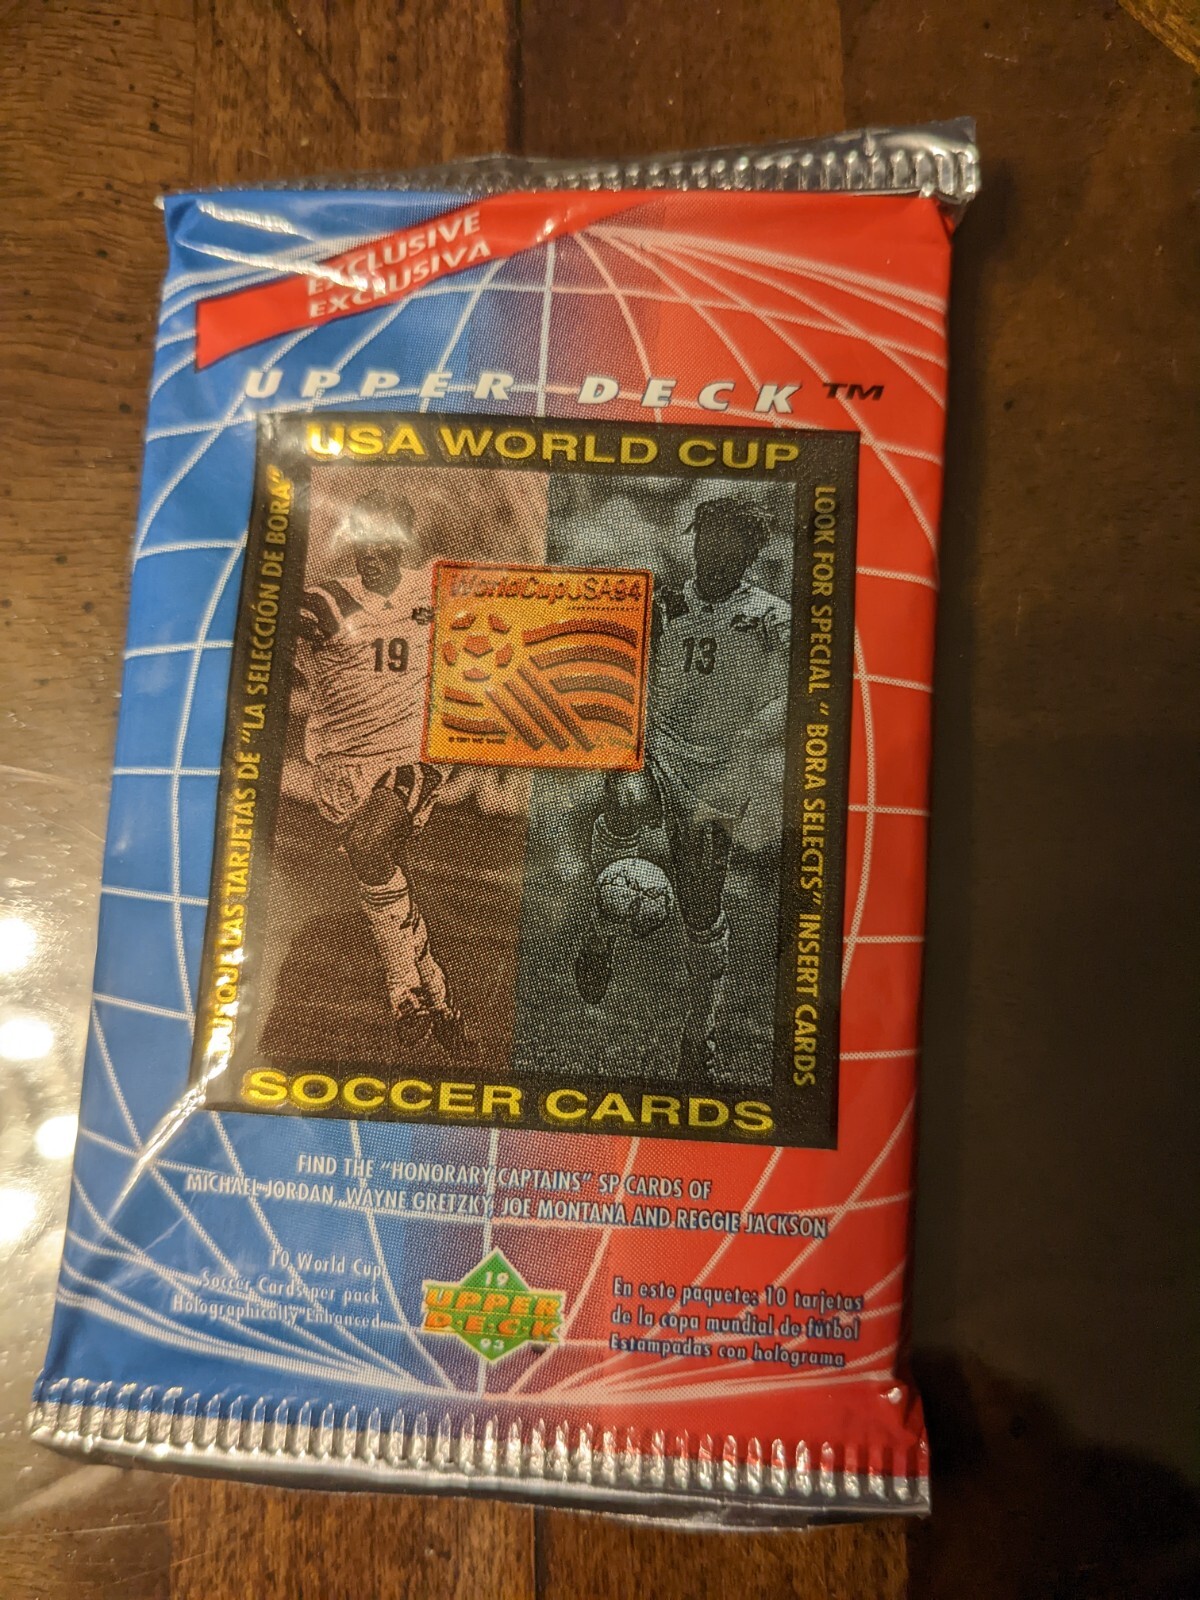 EXCLUSIVE
EXCLUSIVA
UPPER DECK™
USA WORLD CUP
BUSQUE LAS TARJETAS DE "LA SELECCIÓN DE BORA"
LOOK FOR SPECIAL "BORA SELECTS" INSERT CARDS
WorldCupUSA94
19
13
SOCCER CARDS
FIND THE "HONORARY CAPTAINS" SP CARDS OF
MICHAEL JORDAN, WAYNE GRETZKY, JOE MONTANA AND REGGIE JACKSON
10 World Cup
Soccer Cards per pack
Holographically Enhanced
19
UPPER
D·E·C·K
93
En este paquete: 10 tarjetas
de la copa mundial de fútbol
Estampadas con holograma